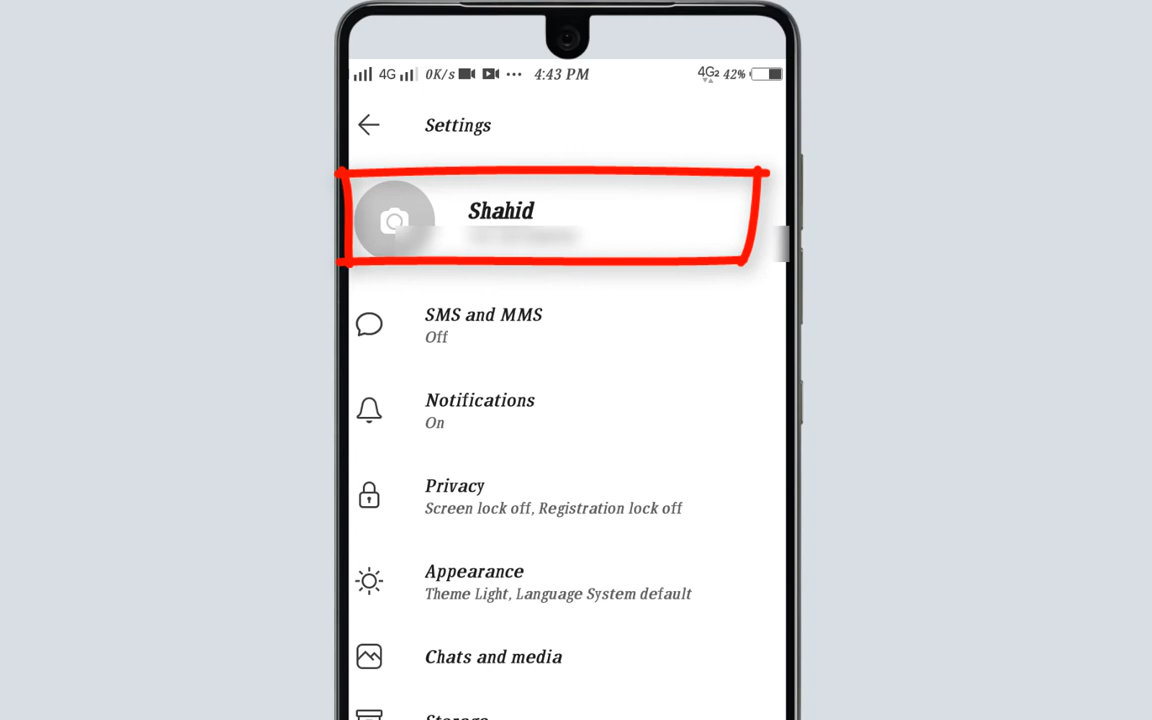 4G 0K/s ... 4:43 PM 4G2 42%
Settings
Shahid
SMS and MMS
Off
Notifications
On
Privacy
Screen lock off, Registration lock off
Appearance
Theme Light, Language System default
Chats and media
Storage